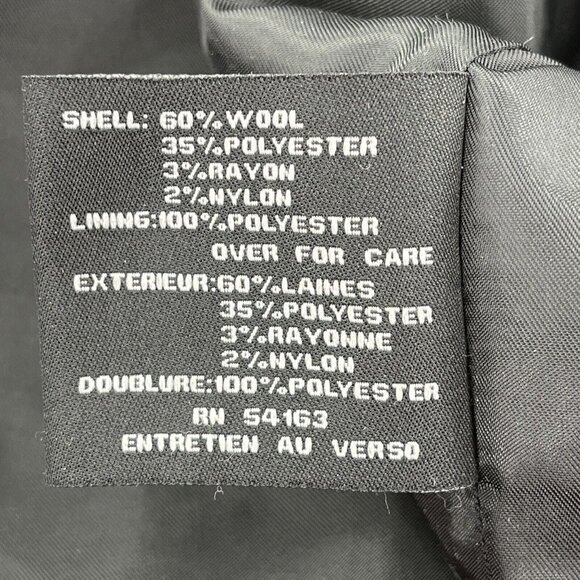 SHELL: 60% WOOL
35%POLYESTER
3%RAYON
2%NYLON
LINING:100%POLYESTER
OVER FOR CARE
EXTERIEUR:60%LAINES
35%POLYESTER
3%RAYONNE
2%NYLON
DOUBLURE:100%POLYESTER
RN 54163
ENTRETIEN AU VERSO